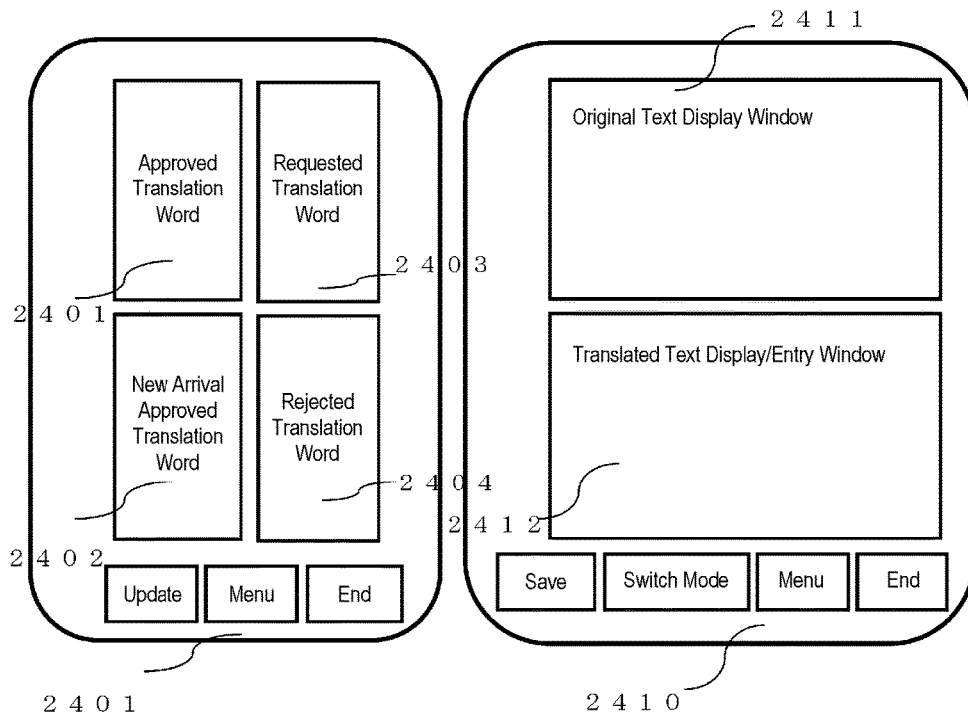 ２４１１
Original Text Display Window
Approved
Translation
Word
Requested
Translation
Word
２４０３
２４０１
Translated Text Display/Entry Window
New Arrival
Approved
Translation
Word
Rejected
Translation
Word
２４０４
２４１２
２４０２
Update
Menu
End
Save
Switch Mode
Menu
End
２４０１
２４１０